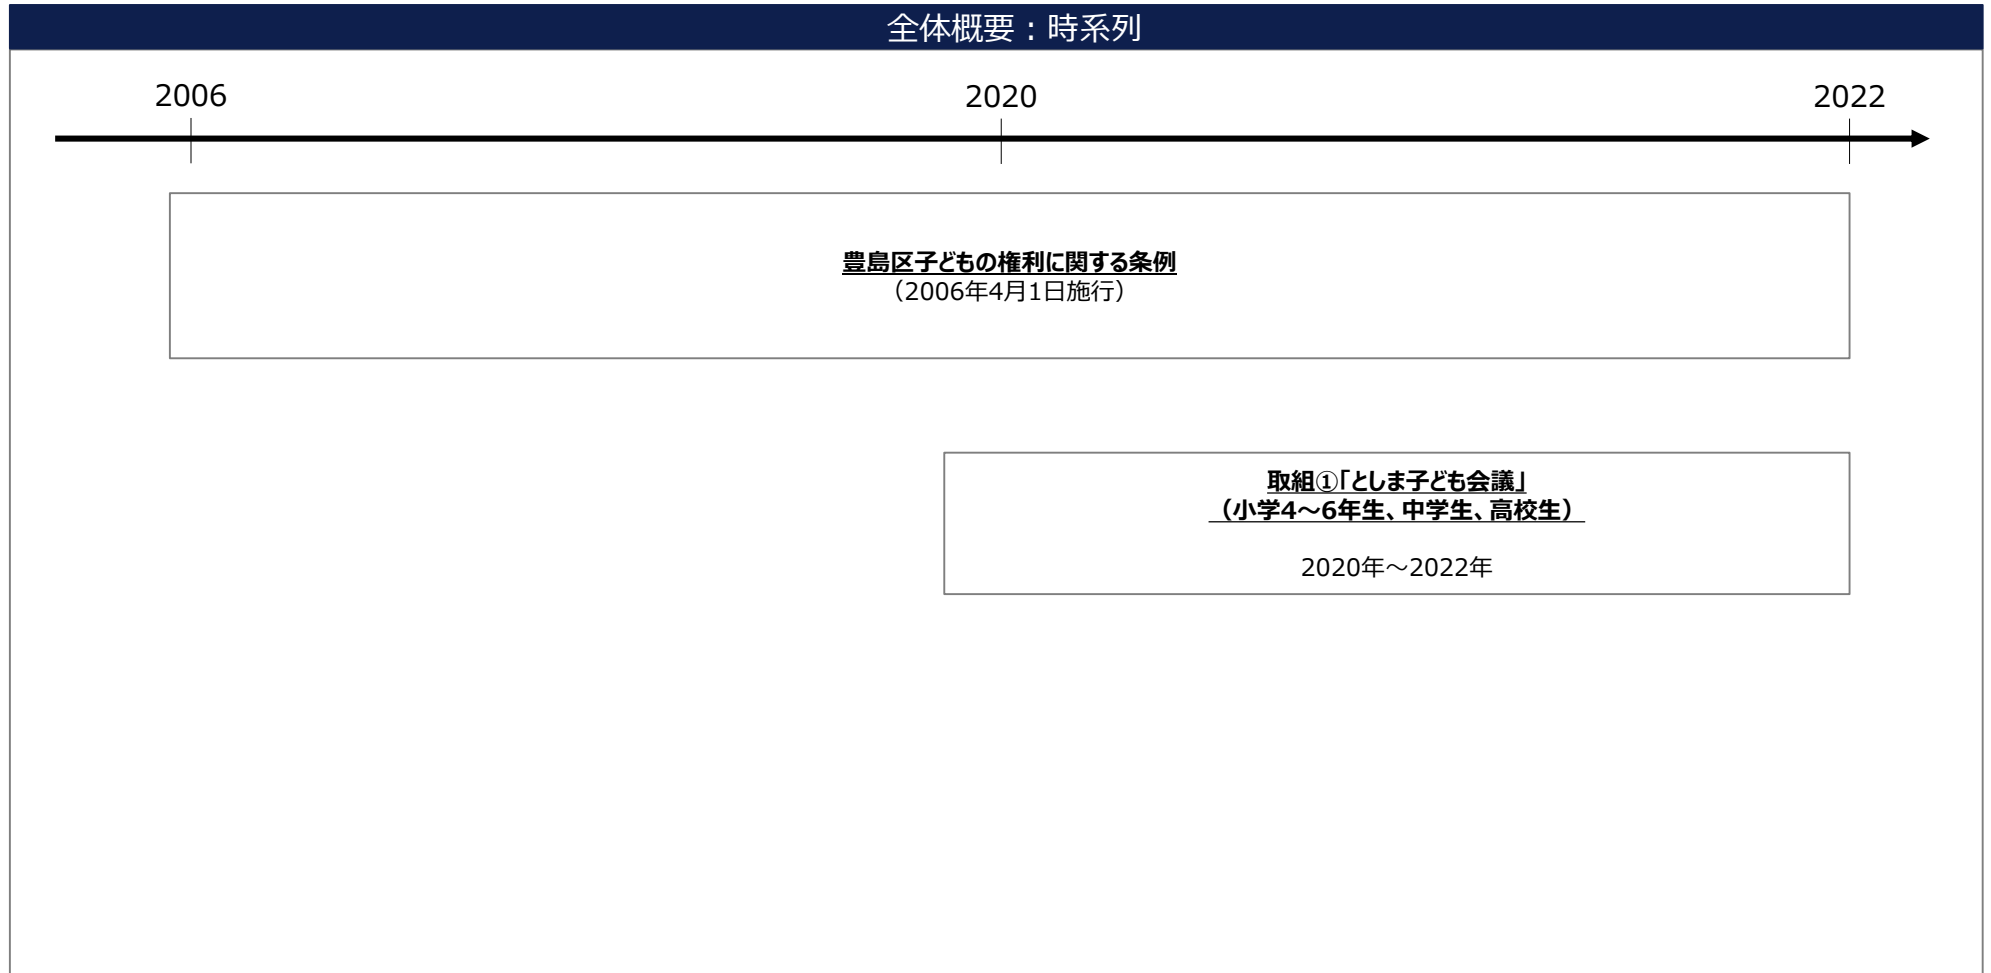 全体概要：時系列
2006
2020
2022
豊島区子どもの権利に関する条例
（2006年4月1日施行）
取組①「としま子ども会議」
（小学4～6年生、中学生、高校生）
2020年～2022年